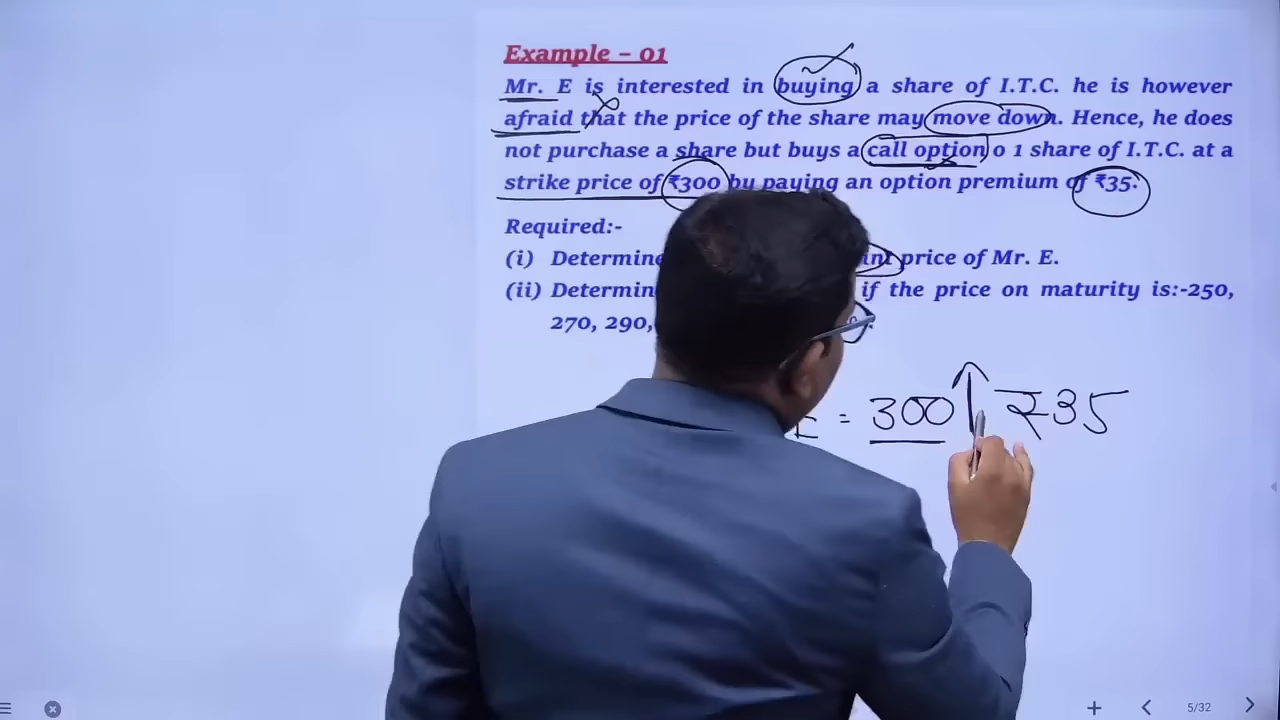 Example – 01
Mr. E is interested in buying a share of I.T.C. he is however
afraid that the price of the share may move down. Hence, he does
not purchase a share but buys a call option o 1 share of I.T.C. at a
strike price of ₹300 by paying an option premium of ₹35.
Required:-
(i) Determine price of Mr. E.
(ii) if the price on maturity is:-250,
270, 290,
E = 300 ₹35
5/32